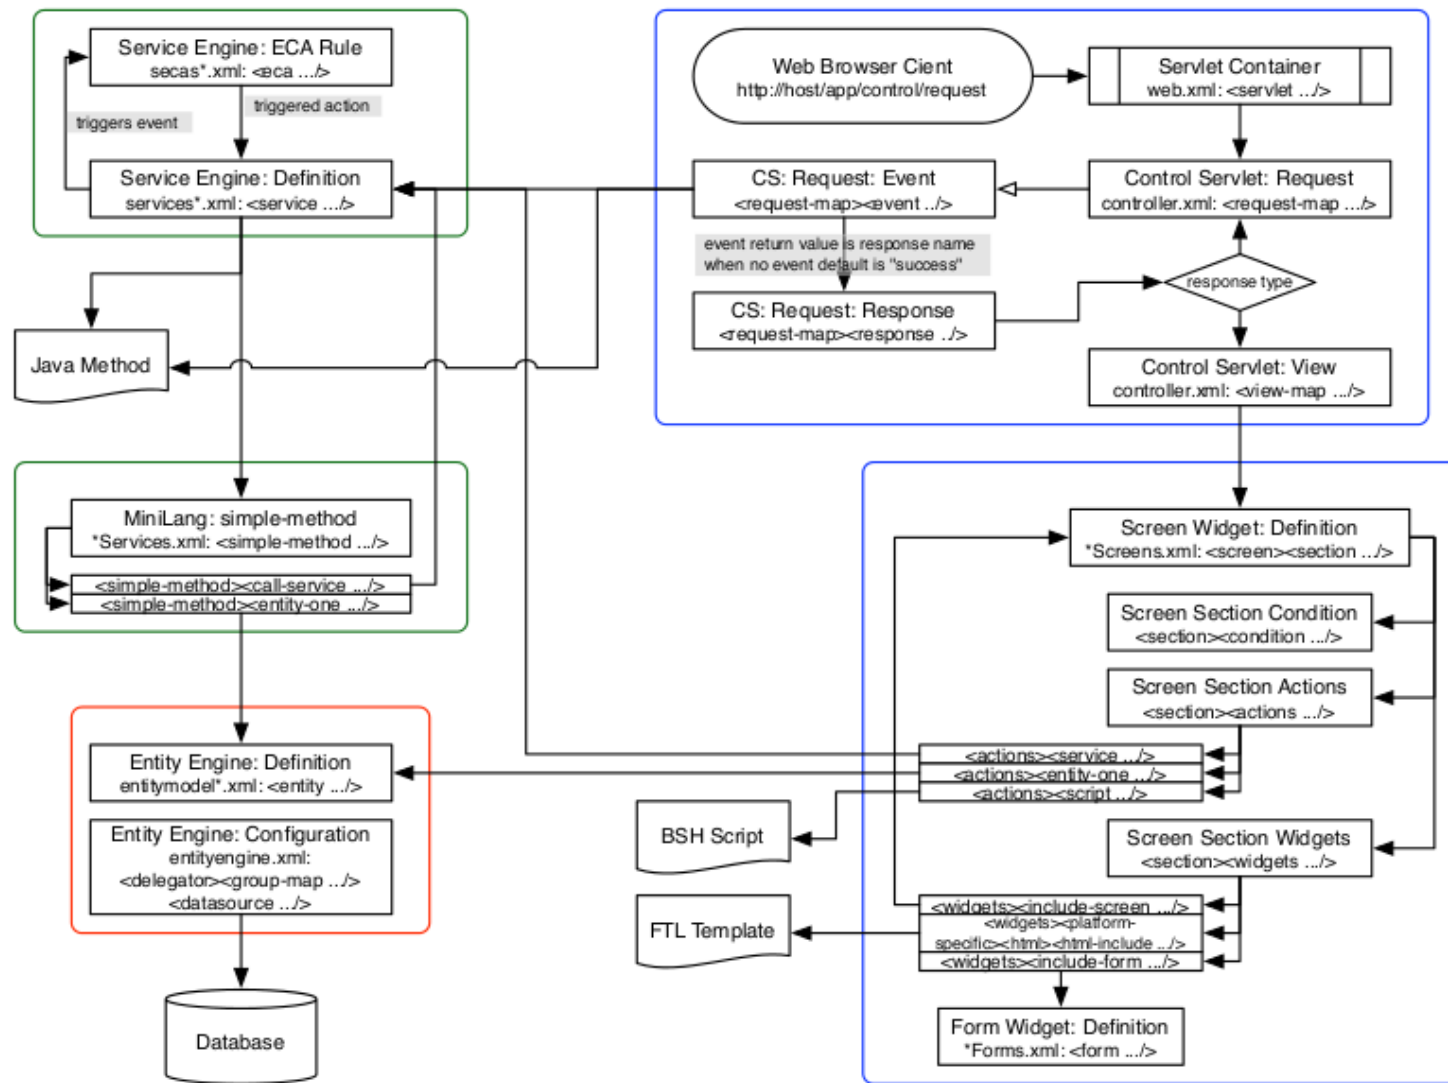 Service Engine: ECA Rule
secas*.xml: <eca .../>
triggered action
triggers event
Service Engine: Definition
services*.xml: <service .../>
Java Method
MiniLang: simple-method
*Services.xml: <simple-method .../>
<simple-method><call-service .../>
<simple-method><entity-one .../>
Entity Engine: Definition
entitymodel*.xml: <entity .../>
Entity Engine: Configuration
entityengine.xml:
<delegator><group-map .../>
<datasource .../>
Database
Web Browser Cient
http://host/app/control/request
Servlet Container
web.xml: <servlet .../>
CS: Request: Event
<request-map><event ../>
Control Servlet: Request
controller.xml: <request-map .../>
event return value is response name
when no event default is "success"
response type
CS: Request: Response
<request-map><response ../>
Control Servlet: View
controller.xml: <view-map .../>
Screen Widget: Definition
*Screens.xml: <screen><section .../>
Screen Section Condition
<section><condition .../>
Screen Section Actions
<section><actions .../>
<actions><service .../>
<actions><entity-one .../>
<actions><script .../>
BSH Script
Screen Section Widgets
<section><widgets .../>
<widgets><include-screen .../>
<widgets><platform-
specific><html><html-include .../>
<widgets><include-form .../>
FTL Template
Form Widget: Definition
*Forms.xml: <form .../>